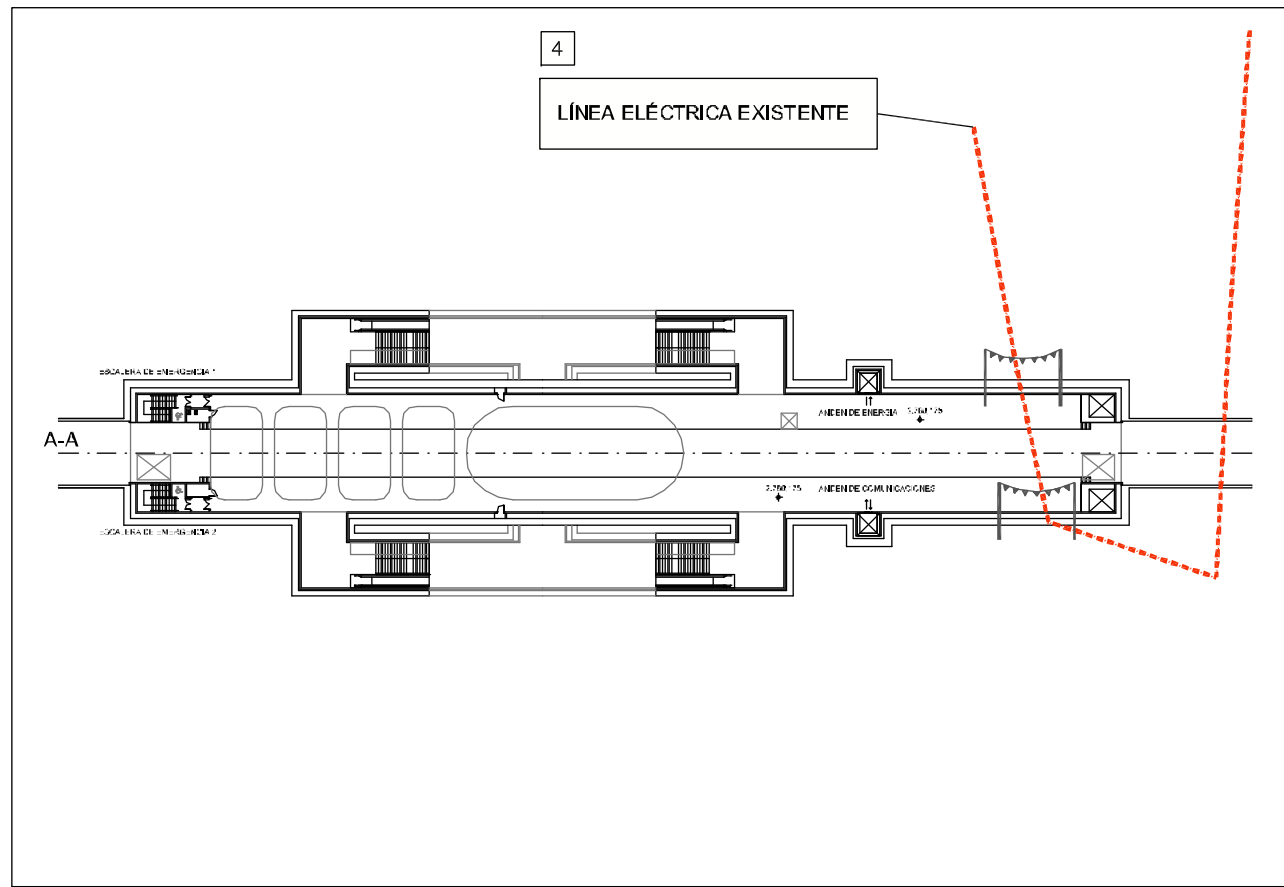 4
LÍNEA ELÉCTRICA EXISTENTE
ESCALERA DE EMERGENCIA 1
ANDEN DE ENERGIA
A-A
ANDEN DE COMUNICACIONES
ESCALERA DE EMERGENCIA 2